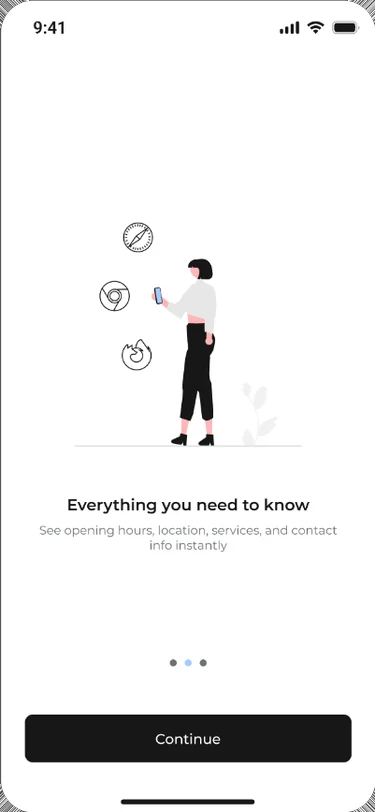 9:41
Everything you need to know
See opening hours, location, services, and contact
info instantly
Continue